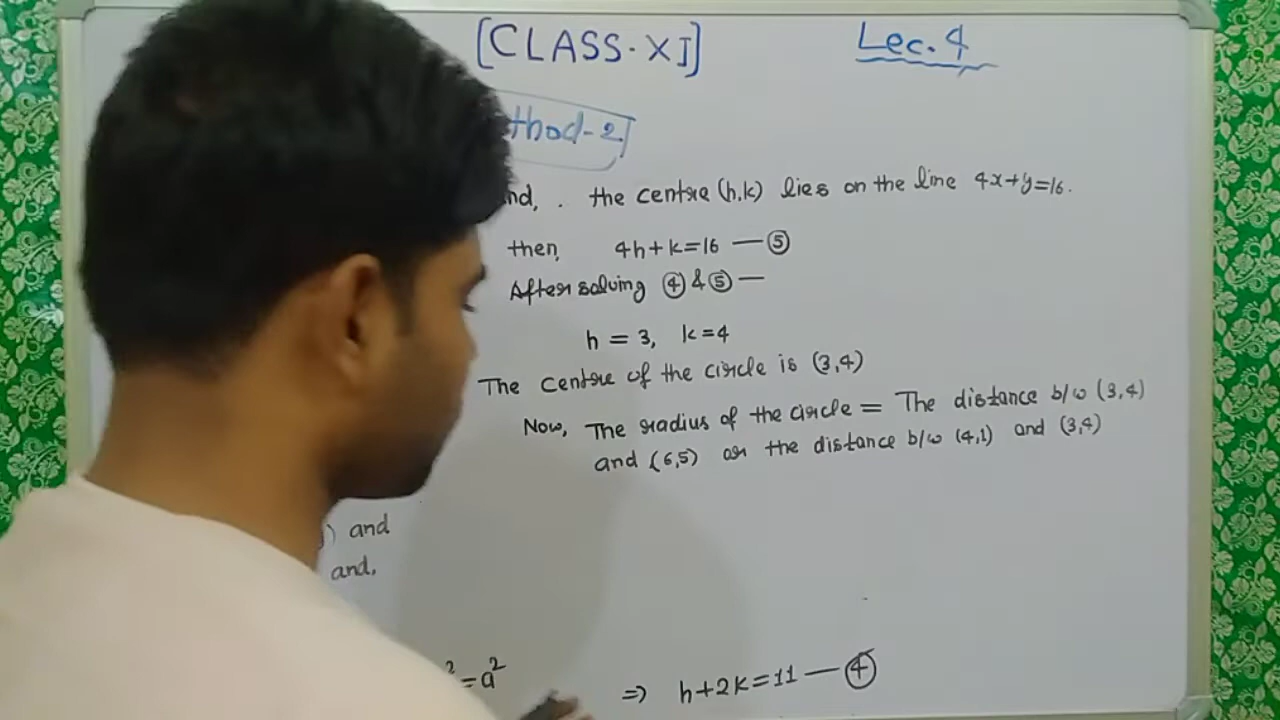 [CLASS-XI]
Lec. 4
thod-2
nd, . the centre (h,k) lies on the line 4x+y=16.
then, 4h+k=16 — ⑤
After solving ④ & ⑤ —
h = 3, k=4
The centre of the circle is (3,4)
Now, The radius of the circle = The distance b/w (3,4)
and (6,5) or the distance b/w (4,1) and (3,4)
) and
and,
² = a²
⇒ h+2k=11 — ④